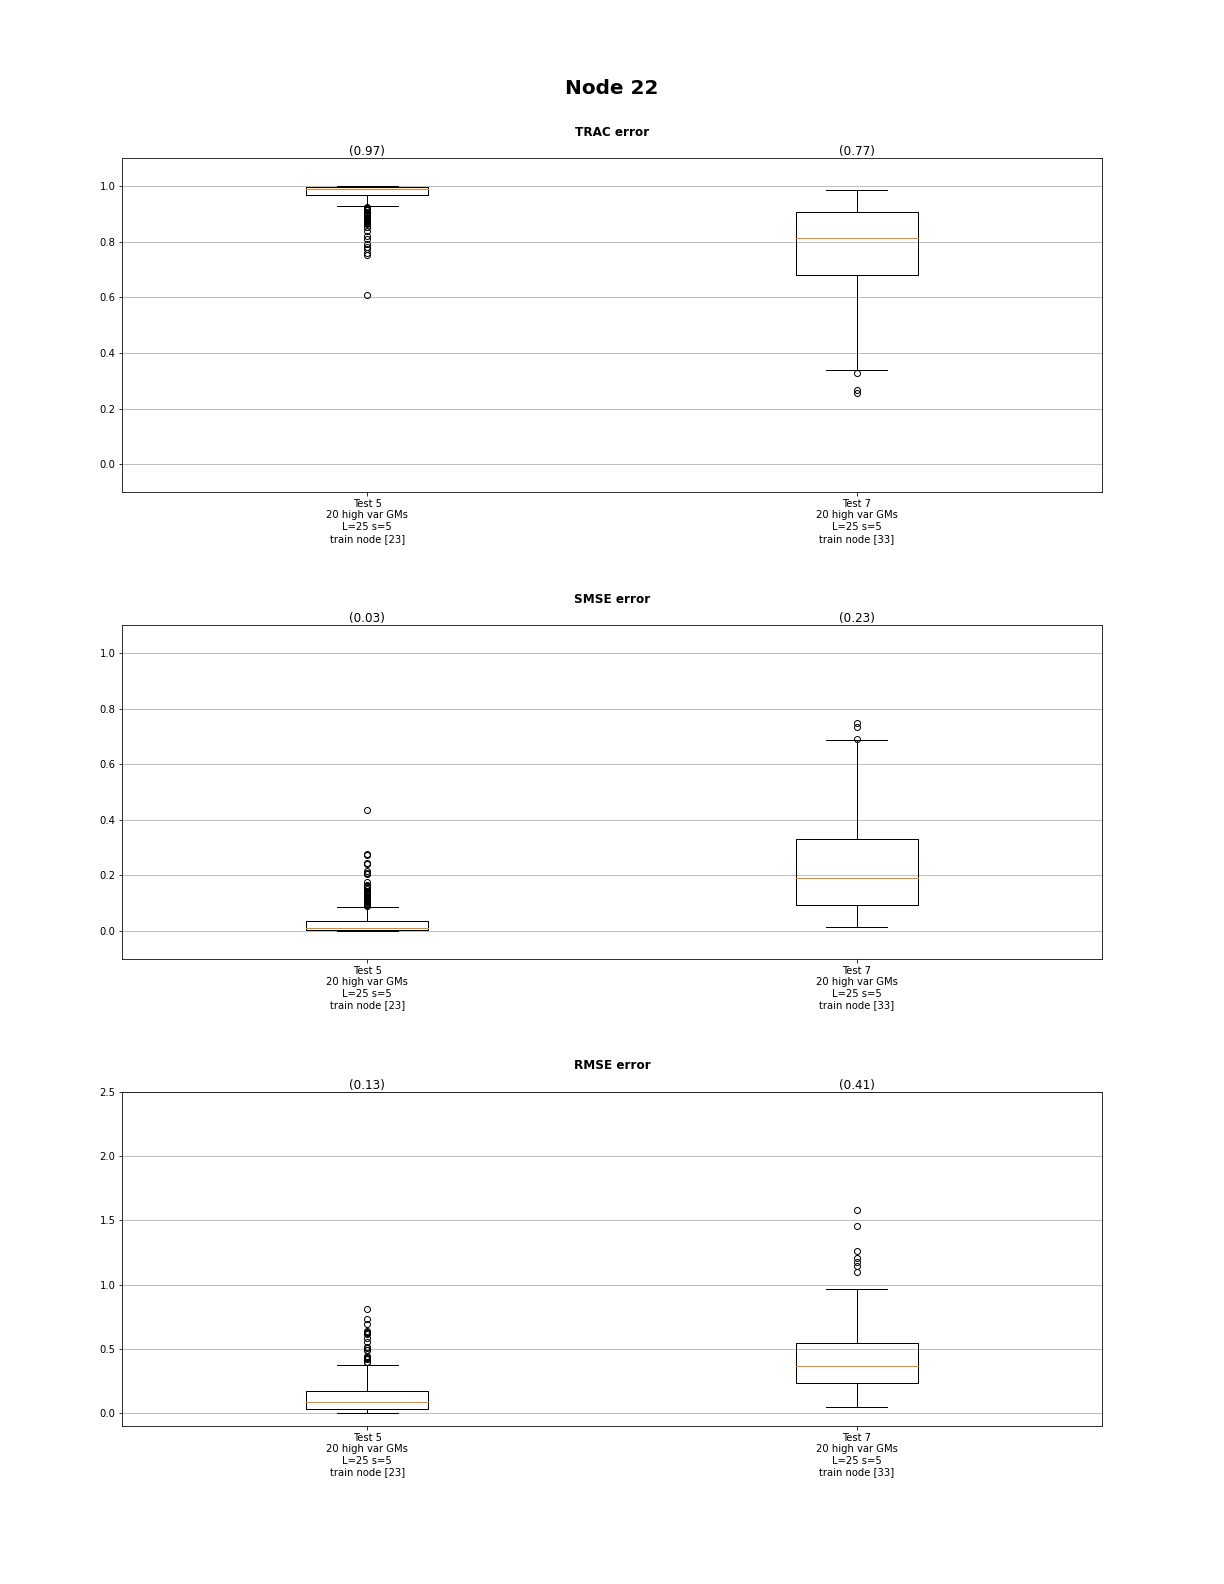 Node 22
TRAC error
(0.97) (0.77)
1.0
0.8
0.6
0.4
0.2
0.0
Test 5 Test 7
20 high var GMs 20 high var GMs
L=25 s=5 L=25 s=5
train node [23] train node [33]
SMSE error
(0.03) (0.23)
1.0
0.8
0.6
0.4
0.2
0.0
Test 5 Test 7
20 high var GMs 20 high var GMs
L=25 s=5 L=25 s=5
train node [23] train node [33]
RMSE error
(0.13) (0.41)
2.5
2.0
1.5
1.0
0.5
0.0
Test 5 Test 7
20 high var GMs 20 high var GMs
L=25 s=5 L=25 s=5
train node [23] train node [33]